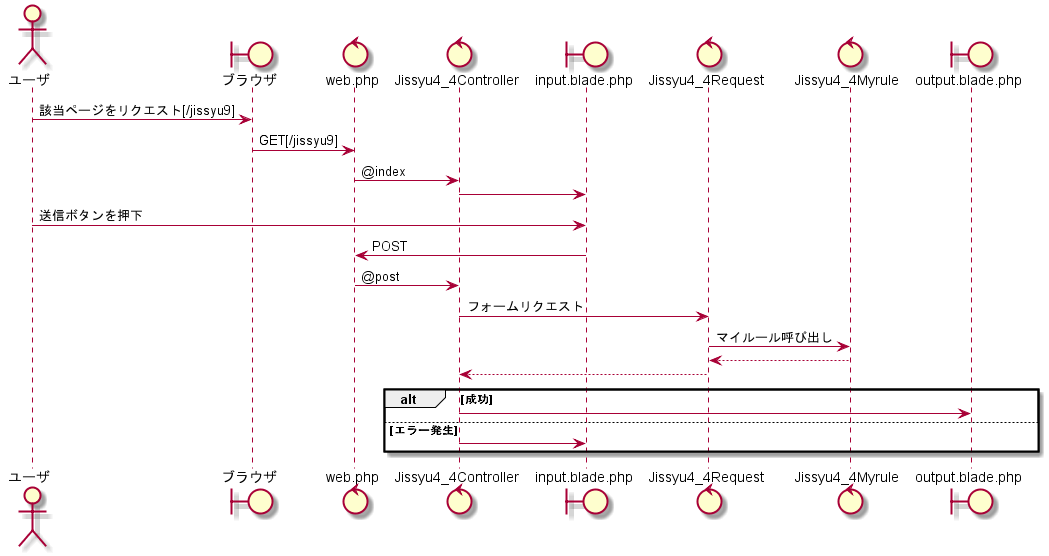 ユーザ
ブラウザ
web.php
Jissyu4_4Controller
input.blade.php
Jissyu4_4Request
Jissyu4_4Myrule
output.blade.php
該当ページをリクエスト[/jissyu9]
GET[/jissyu9]
@index
送信ボタンを押下
POST
@post
フォームリクエスト
マイルール呼び出し
alt [成功]
[エラー発生]
ユーザ
ブラウザ
web.php
Jissyu4_4Controller
input.blade.php
Jissyu4_4Request
Jissyu4_4Myrule
output.blade.php